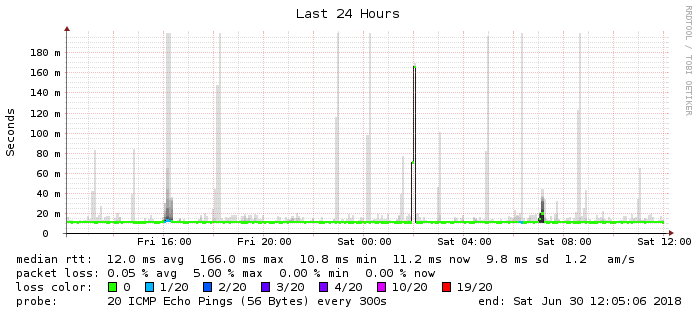 Last 24 Hours
RRDTOOL / TOBI OETIKER
Seconds
180 m
160 m
140 m
120 m
100 m
80 m
60 m
40 m
20 m
0
Fri 16:00 Fri 20:00 Sat 00:00 Sat 04:00 Sat 08:00 Sat 12:00
median rtt: 12.0 ms avg 166.0 ms max 10.8 ms min 11.2 ms now 9.8 ms sd 1.2 am/s
packet loss: 0.05 % avg 5.00 % max 0.00 % min 0.00 % now
loss color: 0 1/20 2/20 3/20 4/20 10/20 19/20
probe: 20 ICMP Echo Pings (56 Bytes) every 300s end: Sat Jun 30 12:05:06 2018